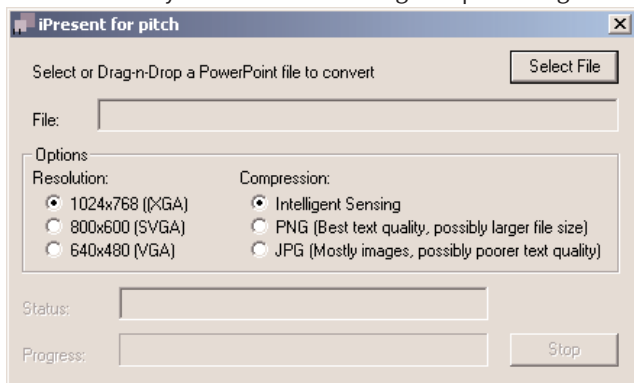 iPresent for pitch
Select or Drag-n-Drop a PowerPoint file to convert
Select File
File:
Options
Resolution:
Compression:
1024x768 ((XGA)
Intelligent Sensing
800x600 (SVGA)
PNG (Best text quality, possibly larger file size)
640x480 (VGA)
JPG (Mostly images, possibly poorer text quality)
Status:
Progress:
Stop